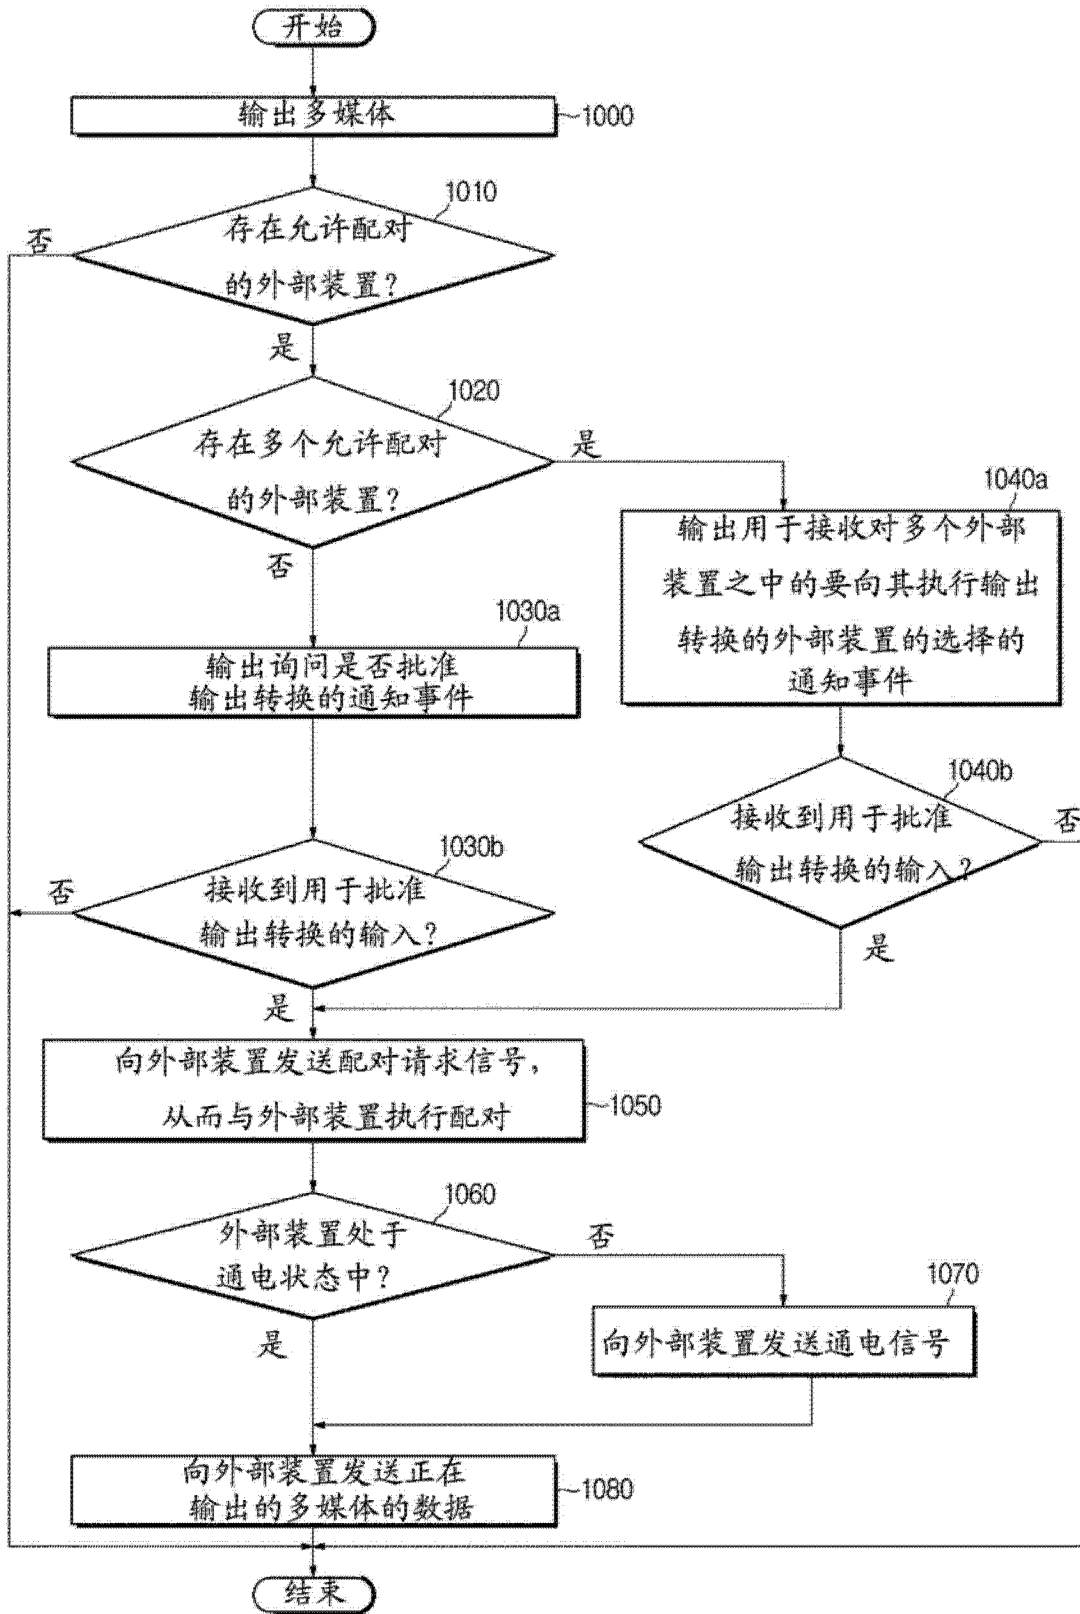 开始
输出多媒体
1000
1010
存在允许配对
的外部装置？
否
是
1020
存在多个允许配对
的外部装置？
是
否
1040a
输出用于接收对多个外部
装置之中的要向其执行输出
转换的外部装置的选择的
通知事件
1030a
输出询问是否批准
输出转换的通知事件
1040b
接收到用于批准
输出转换的输入？
否
是
1030b
接收到用于批准
输出转换的输入？
否
是
向外部装置发送配对请求信号，
从而与外部装置执行配对
1050
1060
外部装置处于
通电状态中？
否
是
1070
向外部装置发送通电信号
向外部装置发送正在
输出的多媒体的数据
1080
结束